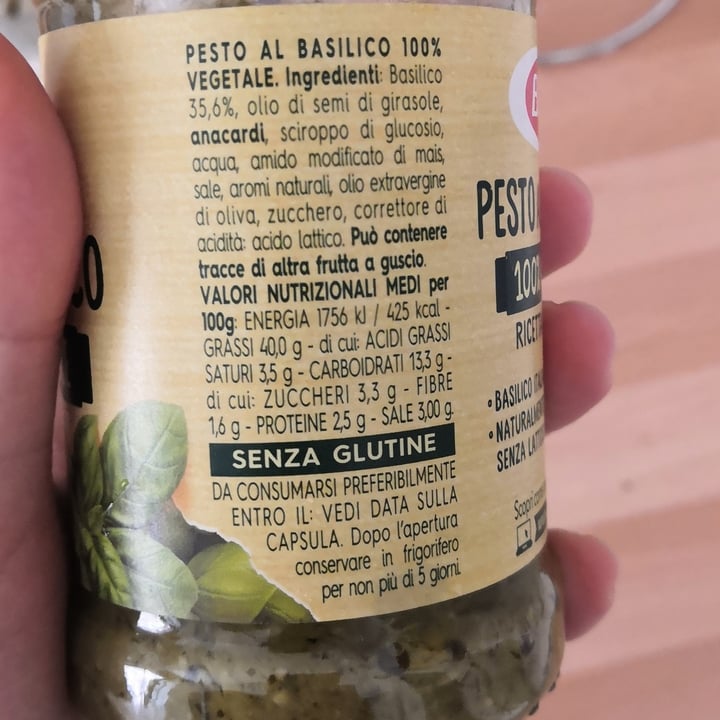 PESTO AL BASILICO 100%
VEGETALE. Ingredienti: Basilico
35,6%, olio di semi di girasole,
anacardi, sciroppo di glucosio,
acqua, amido modificato di mais,
sale, aromi naturali, olio extravergine
di oliva, zucchero, correttore di
acidità: acido lattico. Può contenere
tracce di altra frutta a guscio.
VALORI NUTRIZIONALI MEDI per
100g: ENERGIA 1756 kJ / 425 kcal -
GRASSI 40,0 g - di cui: ACIDI GRASSI
SATURI 3,5 g - CARBOIDRATI 13,3 g -
di cui: ZUCCHERI 3,3 g - FIBRE
1,6 g - PROTEINE 2,5 g - SALE 3,00 g.
SENZA GLUTINE
DA CONSUMARSI PREFERIBILMENTE
ENTRO IL: VEDI DATA SULLA
CAPSULA. Dopo l'apertura
conservare in frigorifero
per non più di 5 giorni.
PESTO
100%
•BASILICO
•
SENZA
Scopri